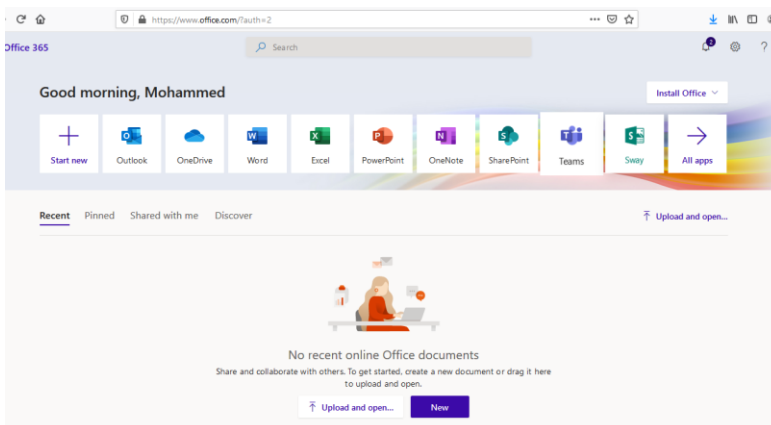 https://www.office.com/?auth=2
Office 365
Search
2
?
Good morning, Mohammed
Install Office
Start new
Outlook
OneDrive
Word
Excel
PowerPoint
OneNote
SharePoint
Teams
Sway
All apps
Recent Pinned Shared with me Discover
Upload and open...
No recent online Office documents
Share and collaborate with others. To get started, create a new document or drag it here
to upload and open.
Upload and open...
New